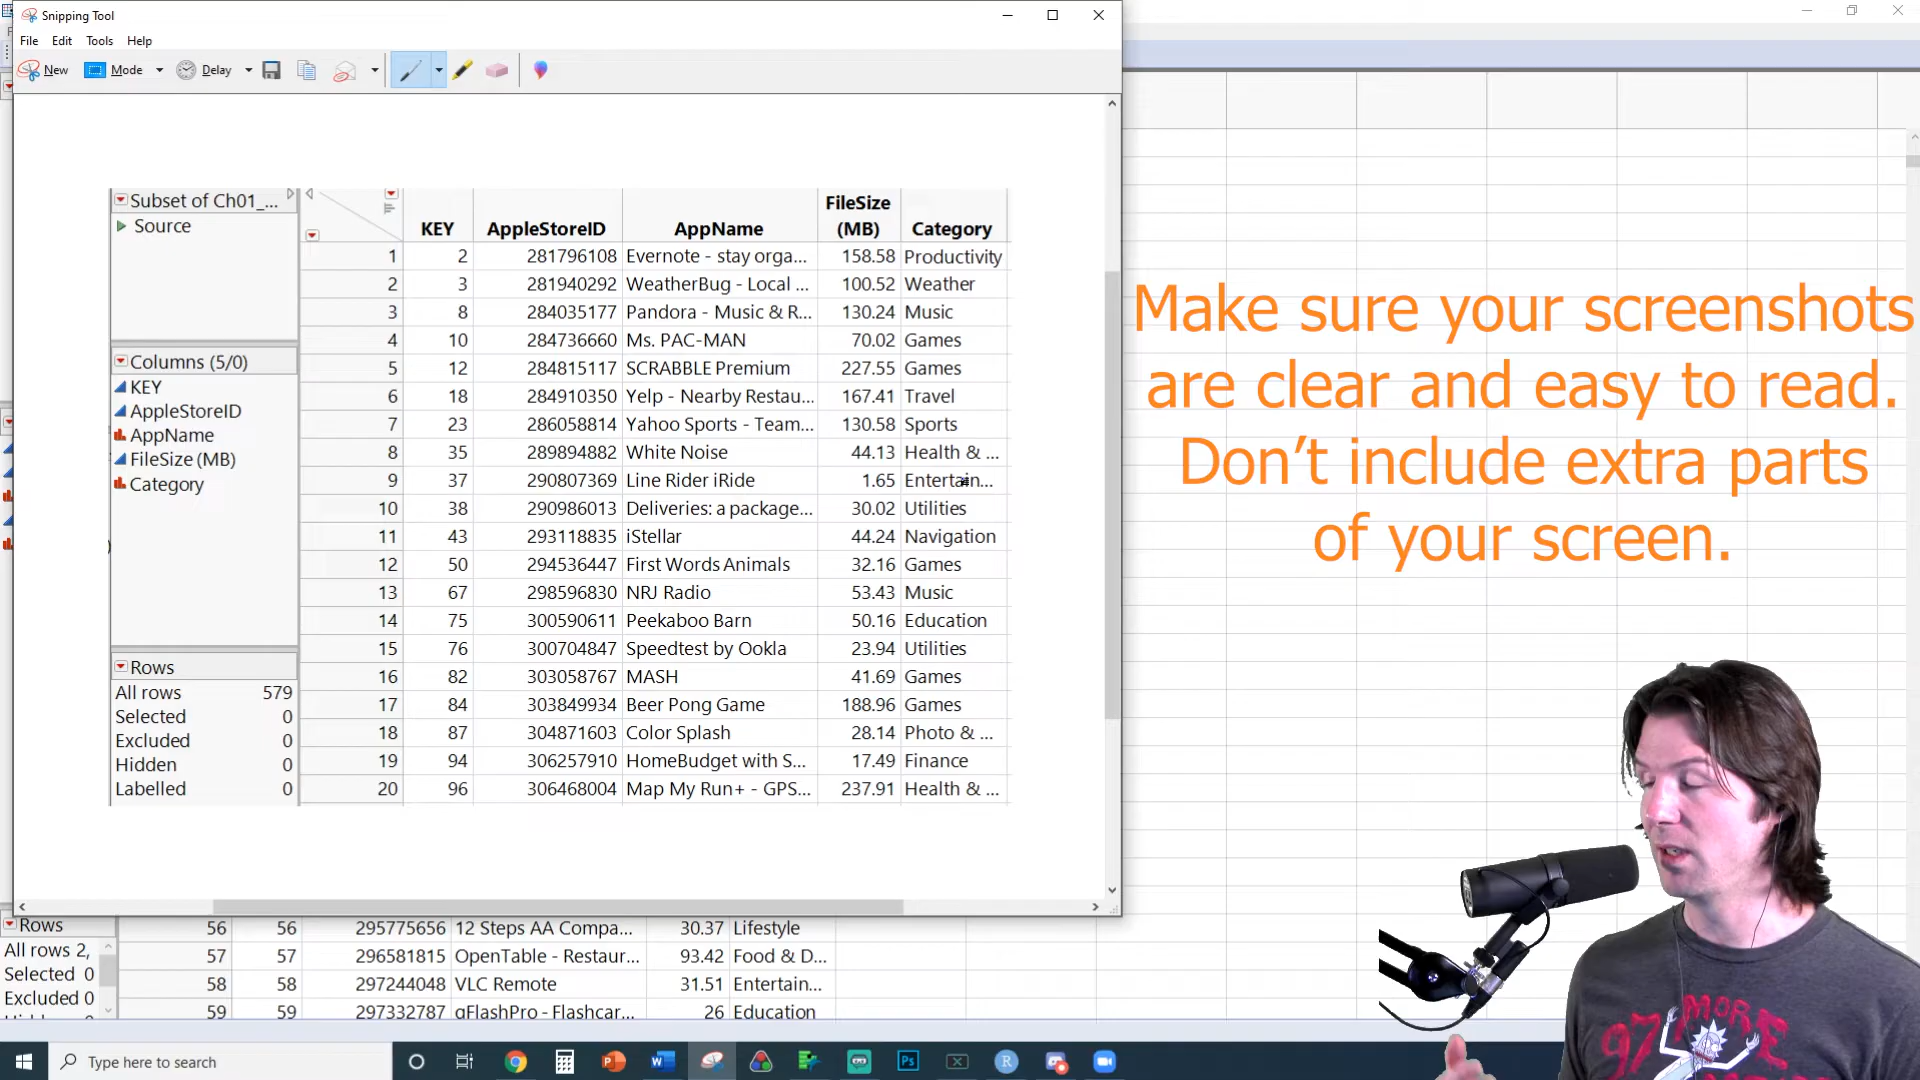 Snipping Tool
File Edit Tools Help
New Mode Delay
Subset of Ch01_...
Source
Columns (5/0)
KEY
AppleStoreID
AppName
FileSize (MB)
Category
Rows
All rows 579
Selected 0
Excluded 0
Hidden 0
Labelled 0
KEY AppleStoreID AppName FileSize (MB) Category
1 2 281796108 Evernote - stay orga... 158.58 Productivity
2 3 281940292 WeatherBug - Local ... 100.52 Weather
3 8 284035177 Pandora - Music & R... 130.24 Music
4 10 284736660 Ms. PAC-MAN 70.02 Games
5 12 284815117 SCRABBLE Premium 227.55 Games
6 18 284910350 Yelp - Nearby Restau... 167.41 Travel
7 23 286058814 Yahoo Sports - Team... 130.58 Sports
8 35 289894882 White Noise 44.13 Health & ...
9 37 290807369 Line Rider iRide 1.65 Entertain...
10 38 290986013 Deliveries: a package... 30.02 Utilities
11 43 293118835 iStellar 44.24 Navigation
12 50 294536447 First Words Animals 32.16 Games
13 67 298596830 NRJ Radio 53.43 Music
14 75 300590611 Peekaboo Barn 50.16 Education
15 76 300704847 Speedtest by Ookla 23.94 Utilities
16 82 303058767 MASH 41.69 Games
17 84 303849934 Beer Pong Game 188.96 Games
18 87 304871603 Color Splash 28.14 Photo & ...
19 94 306257910 HomeBudget with S... 17.49 Finance
20 96 306468004 Map My Run+ - GPS... 237.91 Health & ...
Make sure your screenshots
are clear and easy to read.
Don't include extra parts
of your screen.
Rows
All rows 2,
Selected 0
Excluded 0
56 56 295775656 12 Steps AA Compa... 30.37 Lifestyle
57 57 296581815 OpenTable - Restaur... 93.42 Food & D...
58 58 297244048 VLC Remote 31.51 Entertain...
59 59 297332787 gFlashPro - Flashcar... 26 Education
Type here to search
MORE